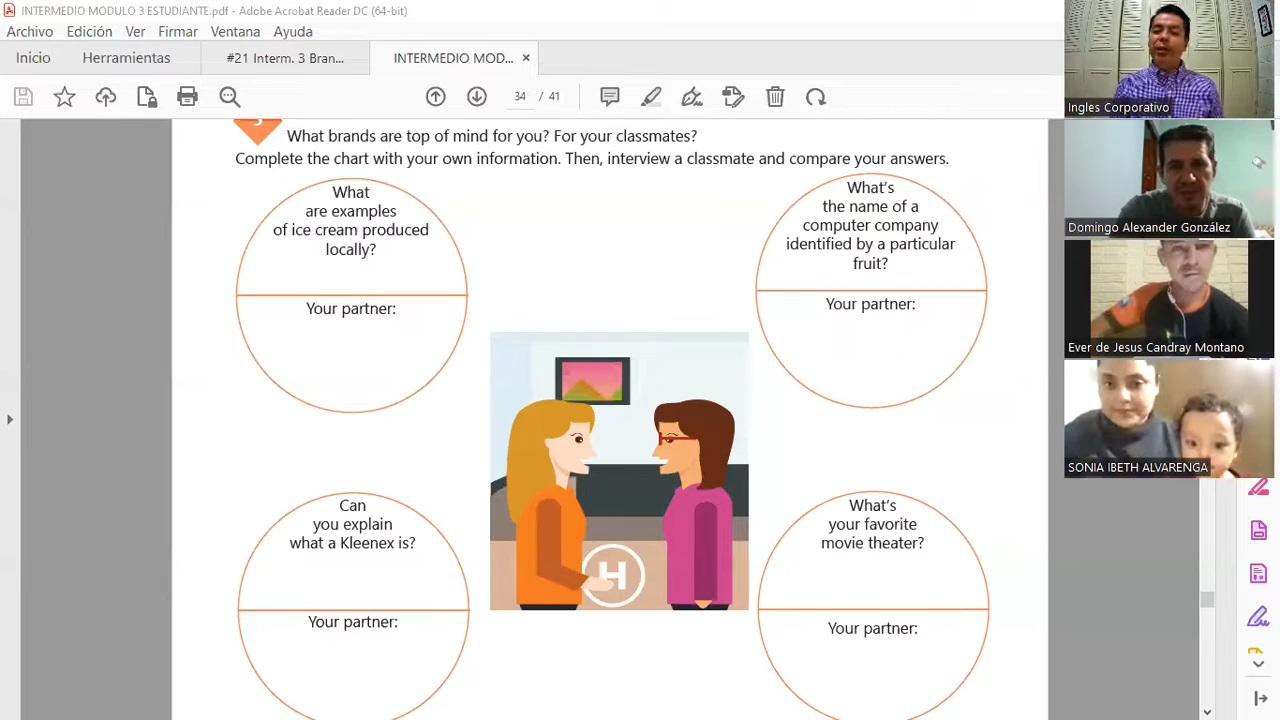 INTERMEDIO MODULO 3 ESTUDIANTE.pdf - Adobe Acrobat Reader DC (64-bit)
Archivo Edición Ver Firmar Ventana Ayuda
Inicio Herramientas #21 Interm. 3 Bran... INTERMEDIO MOD... ×
34 / 41
What brands are top of mind for you? For your classmates?
Complete the chart with your own information. Then, interview a classmate and compare your answers.
What
are examples
of ice cream produced
locally?
Your partner:
What's
the name of a
computer company
identified by a particular
fruit?
Your partner:
Can
you explain
what a Kleenex is?
Your partner:
What's
your favorite
movie theater?
Your partner:
H
Ingles Corporativo
Domingo Alexander González
Ever de Jesus Candray Montano
SONIA IBETH ALVARENGA